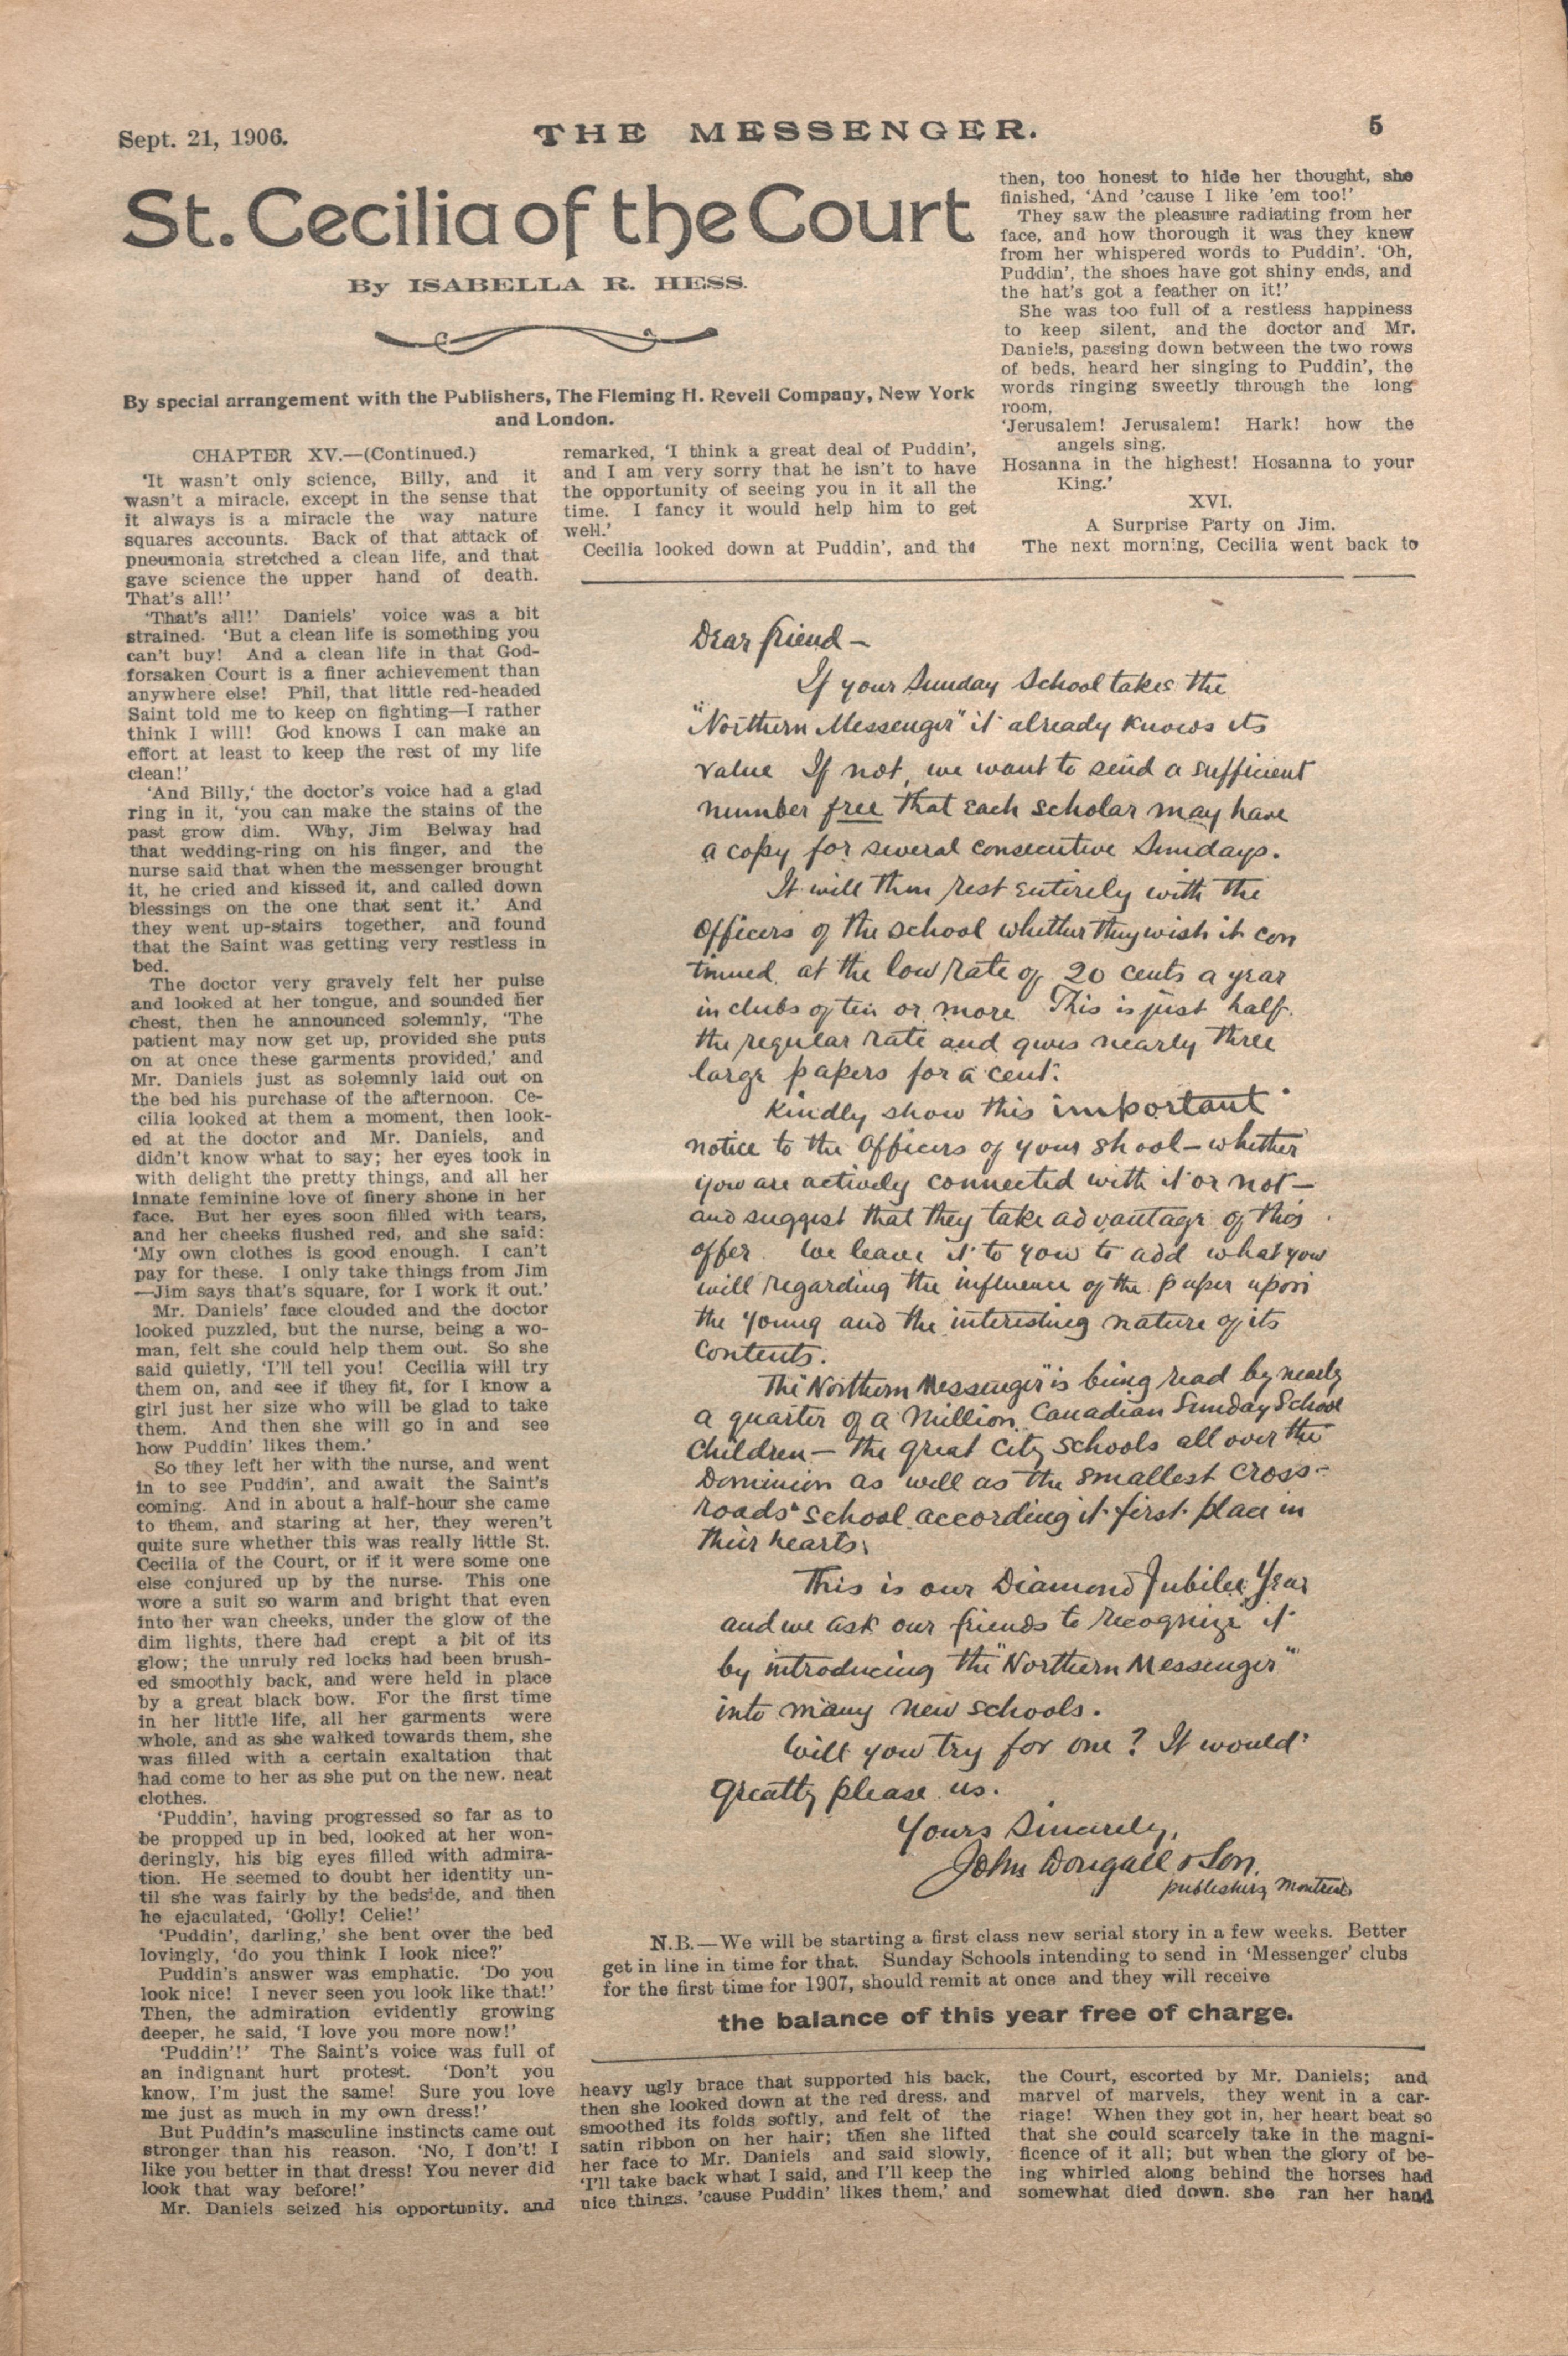 Sept. 21, 1906.
THE MESSENGER.
5
St. Cecilia of the Court
By ISABELLA R. HESS.
By special arrangement with the Publishers, The Fleming H. Revell Company, New York
and London.
CHAPTER XV.—(Continued.)
'It wasn't only science, Billy, and it
wasn't a miracle, except in the sense that
it always is a miracle the way nature
squares accounts. Back of that attack of
pneumonia stretched a clean life, and that
gave science the upper hand of death.
That's all!'
'That's all!' Daniels' voice was a bit
strained. 'But a clean life is something you
can't buy! And a clean life in that God-
forsaken Court is a finer achievement than
anywhere else! Phil, that little red-headed
Saint told me to keep on fighting—I rather
think I will! God knows I can make an
effort at least to keep the rest of my life
clean!'
'And Billy,' the doctor's voice had a glad
ring in it, 'you can make the stains of the
past grow dim. Why, Jim Belway had
that wedding-ring on his finger, and the
nurse said that when the messenger brought
it, he cried and kissed it, and called down
blessings on the one that sent it.' And
they went up-stairs together, and found
that the Saint was getting very restless in
bed.
The doctor very gravely felt her pulse
and looked at her tongue, and sounded her
chest, then he announced solemnly, 'The
patient may now get up, provided she puts
on at once these garments provided,' and
Mr. Daniels just as solemnly laid out on
the bed his purchase of the afternoon. Ce-
cilia looked at them a moment, then look-
ed at the doctor and Mr. Daniels, and
didn't know what to say; her eyes took in
with delight the pretty things, and all her
innate feminine love of finery shone in her
face. But her eyes soon filled with tears,
and her cheeks flushed red, and she said:
'My own clothes is good enough. I can't
pay for these. I only take things from Jim
—Jim says that's square, for I work it out.'
Mr. Daniels' face clouded and the doctor
looked puzzled, but the nurse, being a wo-
man, felt she could help them out. So she
said quietly, 'I'll tell you! Cecilia will try
them on, and see if they fit, for I know a
girl just her size who will be glad to take
them. And then she will go in and see
how Puddin' likes them.'
So they left her with the nurse, and went
in to see Puddin', and await the Saint's
coming. And in about a half-hour she came
to them, and staring at her, they weren't
quite sure whether this was really little St.
Cecilia of the Court, or if it were some one
else conjured up by the nurse. This one
wore a suit so warm and bright that even
into her wan cheeks, under the glow of the
dim lights, there had crept a bit of its
glow; the unruly red locks had been brush-
ed smoothly back, and were held in place
by a great black bow. For the first time
in her little life, all her garments were
whole, and as she walked towards them, she
was filled with a certain exaltation that
had come to her as she put on the new, neat
clothes.
'Puddin', having progressed so far as to
be propped up in bed, looked at her won-
deringly, his big eyes filled with admira-
tion. He seemed to doubt her identity un-
til she was fairly by the bedside, and then
he ejaculated, 'Golly! Celie!'
'Puddin', darling,' she bent over the bed
lovingly, 'do you think I look nice?'
Puddin's answer was emphatic. 'Do you
look nice! I never seen you look like that!'
Then, the admiration evidently growing
deeper, he said, 'I love you more now!'
'Puddin'!' The Saint's voice was full of
an indignant hurt protest. 'Don't you
know, I'm just the same! Sure you love
me just as much in my own dress!'
But Puddin's masculine instincts came out
stronger than his reason. 'No, I don't! I
like you better in that dress! You never did
look that way before!'
Mr. Daniels seized his opportunity, and
remarked, 'I think a great deal of Puddin',
and I am very sorry that he isn't to have
the opportunity of seeing you in it all the
time. I fancy it would help him to get
well.'
Cecilia looked down at Puddin', and the
heavy ugly brace that supported his back,
then she looked down at the red dress, and
smoothed its folds softly, and felt of the
satin ribbon on her hair; then she lifted
her face to Mr. Daniels and said slowly,
'I'll take back what I said, and I'll keep the
nice things, 'cause Puddin' likes them,' and
then, too honest to hide her thought, she
finished, 'And 'cause I like 'em too!'
They saw the pleasure radiating from her
face, and how thorough it was they knew
from her whispered words to Puddin'. 'Oh,
Puddin', the shoes have got shiny ends, and
the hat's got a feather on it!'
She was too full of a restless happiness
to keep silent, and the doctor and Mr.
Daniels, passing down between the two rows
of beds, heard her singing to Puddin', the
words ringing sweetly through the long
room,
'Jerusalem! Jerusalem! Hark! how the
angels sing,
Hosanna in the highest! Hosanna to your
King.'
XVI.
A Surprise Party on Jim.
The next morning, Cecilia went back to
the Court, escorted by Mr. Daniels; and
marvel of marvels, they went in a car-
riage! When they got in, her heart beat so
that she could scarcely take in the magni-
ficence of it all; but when the glory of be-
ing whirled along behind the horses had
somewhat died down, she ran her hand
Dear friend—
If your Sunday School takes the
"Northern Messenger" it already knows its
value If not, we want to send a sufficient
number free that each scholar may have
a copy for several consecutive Sundays.
It will then rest entirely with the
Officers of the school whether they wish it con
tinued at the low rate of 20 cents a year
in clubs of ten or more This is just half
the regular rate and gives nearly three
large papers for a cent.
Kindly show this important
notice to the Officers of your shool—whether
you are actively connected with it or not—
and suggest that they take advantage of this
offer We leave it to you to add what you
will regarding the influence of the paper upon
the young and the interesting nature of its
contents.
The "Northern Messenger" is being read by nearly
a quarter of a million Canadian Sunday School
Children—the great city schools all over the
Dominion as well as the smallest cross-
roads school according it first place in
their hearts.
This is our Diamond Jubilee Year
and we ask our friends to recognize it
by introducing the "Northern Messenger"
into many new schools.
Will you try for one? It would
greatly please us.
Yours Sincerely,
John Dougall & Son.
publishers, Montreal
N.B.—We will be starting a first class new serial story in a few weeks. Better
get in line in time for that. Sunday Schools intending to send in 'Messenger' clubs
for the first time for 1907, should remit at once and they will receive
the balance of this year free of charge.